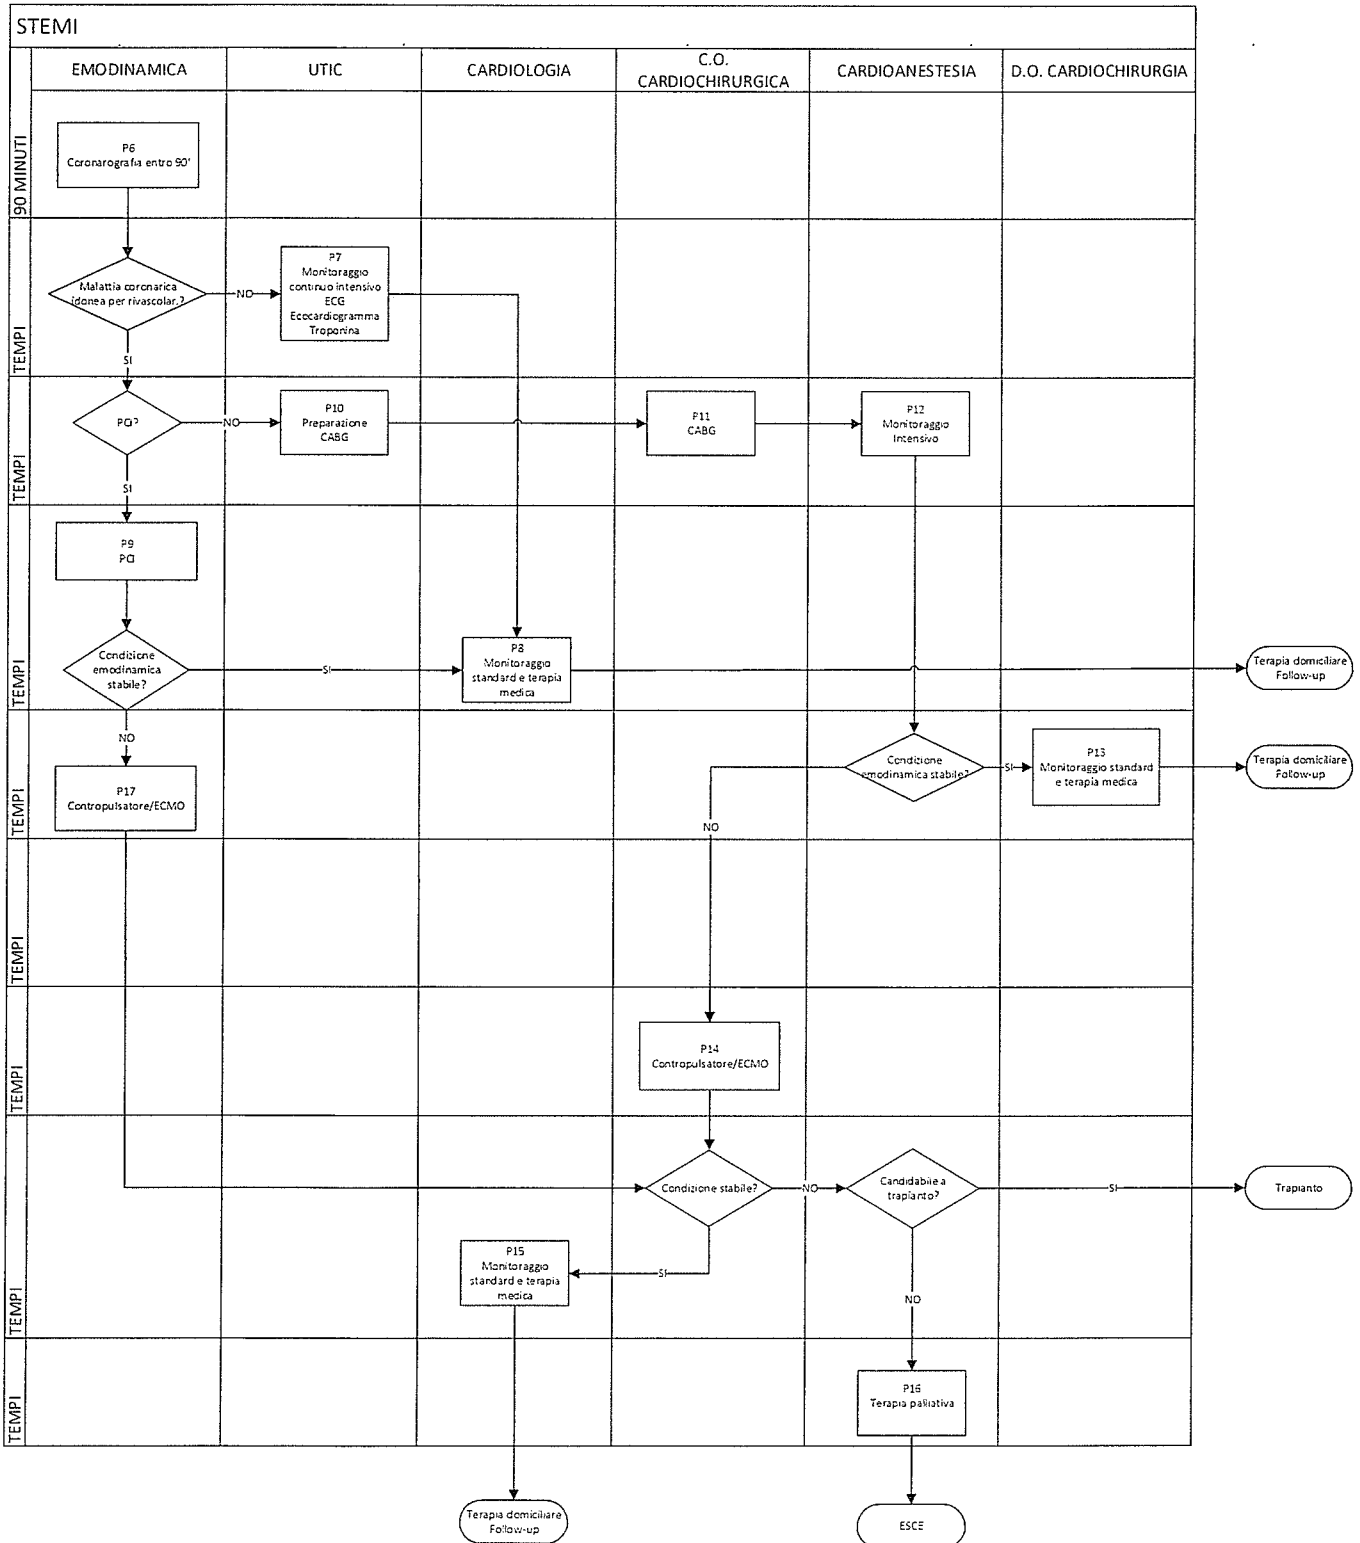 STEMI
EMODINAMICA
UTIC
CARDIOLOGIA
C.O.
CARDIOCHIRURGICA
CARDIOANESTESIA
D.O. CARDIOCHIRURGIA
90 MINUTI
P6
Coronarografia entro 90'
TEMPI
Malattia coronarica
idonea per rivascolar.?
NO
P7
Monitoraggio
continuo intensivo
ECG
Ecocardiogramma
Troponina
SI
TEMPI
PCI?
NO
P10
Preparazione
CABG
P11
CABG
P12
Monitoraggio
Intensivo
SI
TEMPI
P9
PCI
Condizione
emodinamica
stabile?
SI
P8
Monitoraggio
standard e terapia
medica
Terapia domiciliare
Follow-up
NO
TEMPI
P17
Contropulsatore/ECMO
Condizione
emodinamica stabile?
SI
P13
Monitoraggio standard
e terapia medica
Terapia domiciliare
Follow-up
NO
TEMPI
TEMPI
P14
Contropulsatore/ECMO
TEMPI
Condizione stabile?
NO
Candidabile a
trapianto?
SI
Trapianto
P15
Monitoraggio
standard e terapia
medica
SI
NO
TEMPI
P16
Terapia palliativa
Terapia domiciliare
Follow-up
ESCE